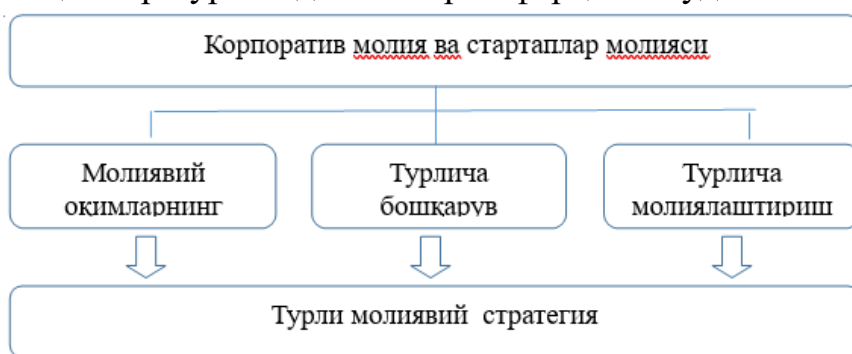 Корпоратив молия ва стартаплар молияси
Молиявий
оқимларнинг
Турлича
бошқарув
Турлича
молиялаштириш
Турли молиявий стратегия